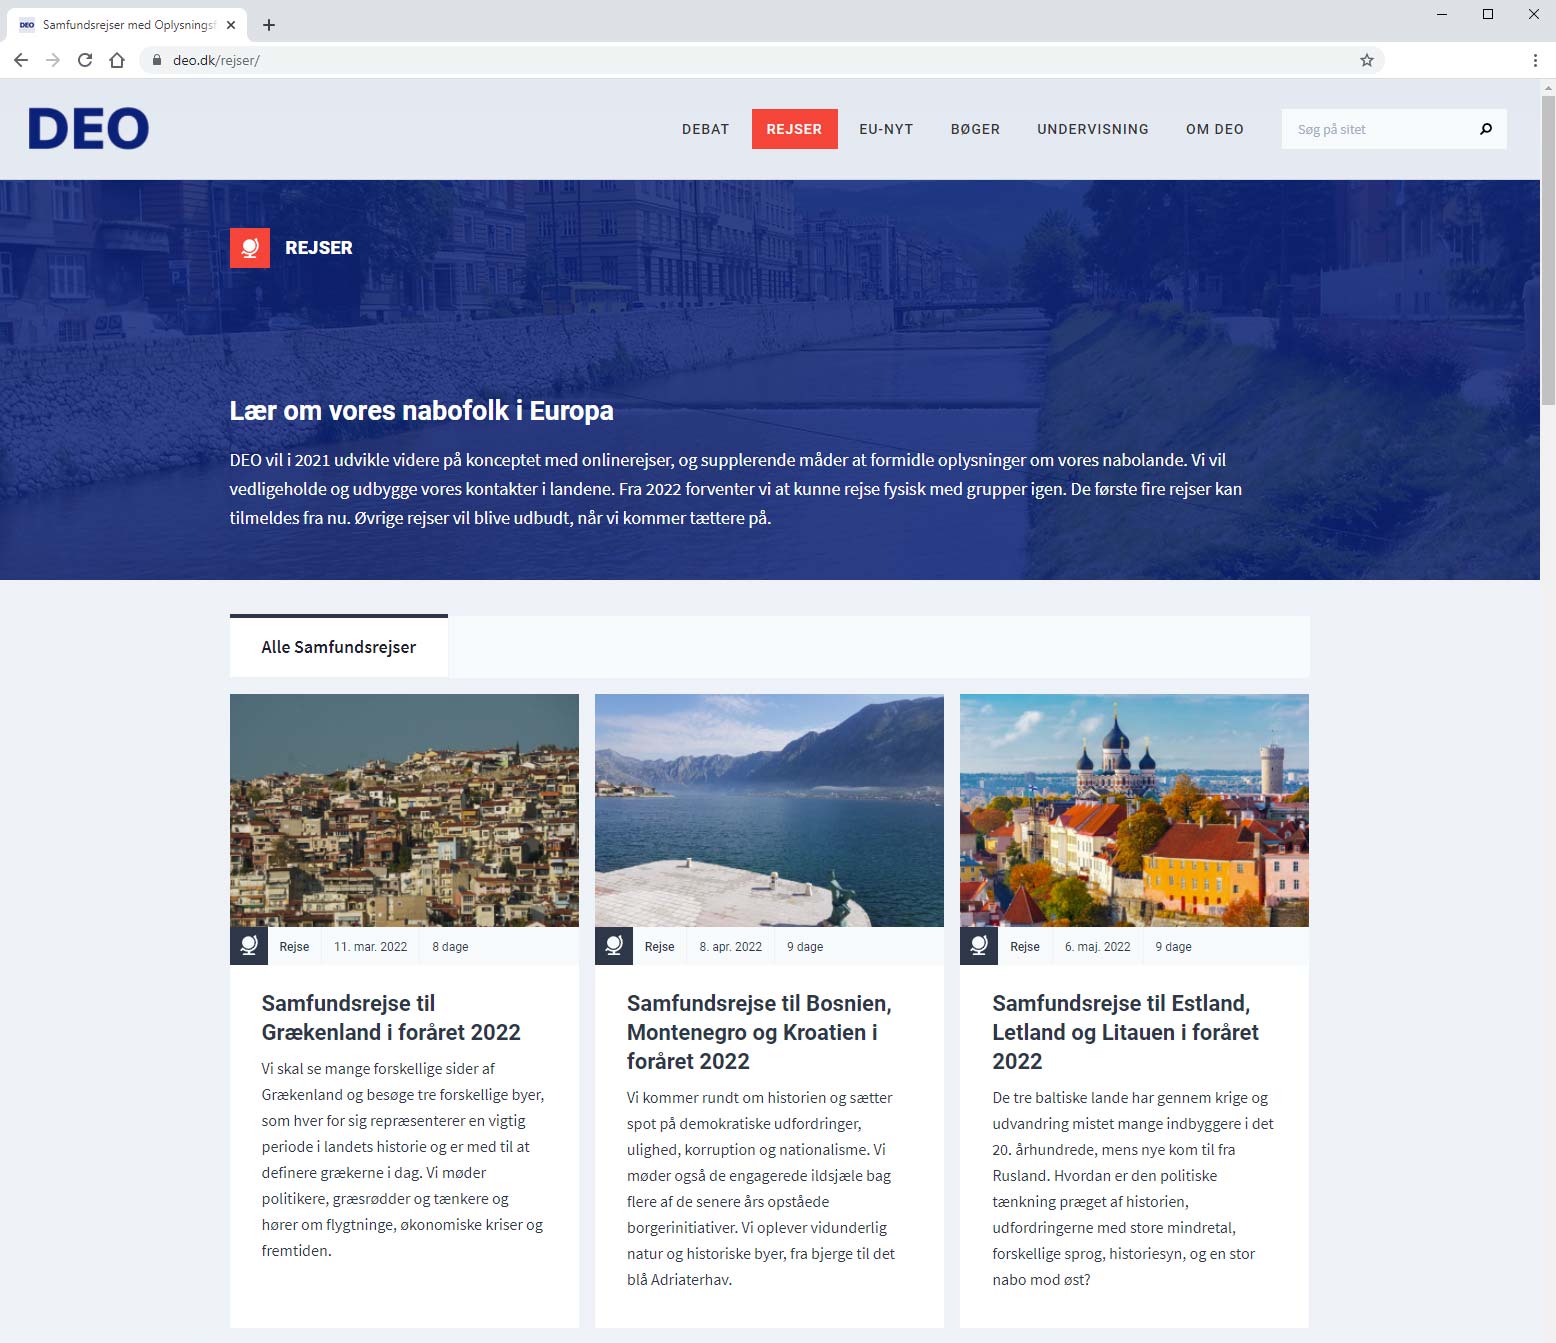 DEO
Samfundsrejser med Oplysningsf
deo.dk/rejser/
DEO
DEBAT
REJSER
EU-NYT
BØGER
UNDERVISNING
OM DEO
Søg på sitet
REJSER
Lær om vores nabofolk i Europa
DEO vil i 2021 udvikle videre på konceptet med onlinerejser, og supplerende måder at formidle oplysninger om vores nabolande. Vi vil
vedligeholde og udbygge vores kontakter i landene. Fra 2022 forventer vi at kunne rejse fysisk med grupper igen. De første fire rejser kan
tilmeldes fra nu. Øvrige rejser vil blive udbudt, når vi kommer tættere på.
Alle Samfundsrejser
Rejse
11. mar. 2022
8 dage
Samfundsrejse til
Grækenland i foråret 2022
Vi skal se mange forskellige sider af
Grækenland og besøge tre forskellige byer,
som hver for sig repræsenterer en vigtig
periode i landets historie og er med til at
definere grækerne i dag. Vi møder
politikere, græsrødder og tænkere og
hører om flygtninge, økonomiske kriser og
fremtiden.
Rejse
8. apr. 2022
9 dage
Samfundsrejse til Bosnien,
Montenegro og Kroatien i
foråret 2022
Vi kommer rundt om historien og sætter
spot på demokratiske udfordringer,
ulighed, korruption og nationalisme. Vi
møder også de engagerede ildsjæle bag
flere af de senere års opståede
borgerinitiativer. Vi oplever vidunderlig
natur og historiske byer, fra bjerge til det
blå Adriaterhav.
Rejse
6. maj. 2022
9 dage
Samfundsrejse til Estland,
Letland og Litauen i foråret
2022
De tre baltiske lande har gennem krige og
udvandring mistet mange indbyggere i det
20. århundrede, mens nye kom til fra
Rusland. Hvordan er den politiske
tænkning præget af historien,
udfordringerne med store mindretal,
forskellige sprog, historiesyn, og en stor
nabo mod øst?